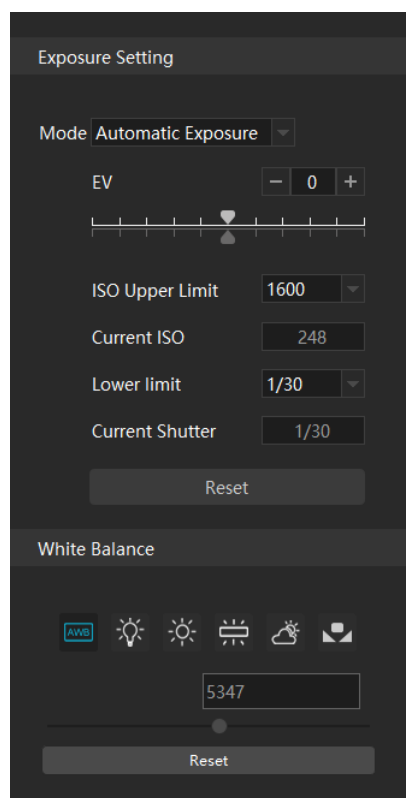 Exposure Setting
Mode Automatic Exposure
EV − 0 +
ISO Upper Limit 1600
Current ISO 248
Lower limit 1/30
Current Shutter 1/30
Reset
White Balance
AWB
5347
Reset